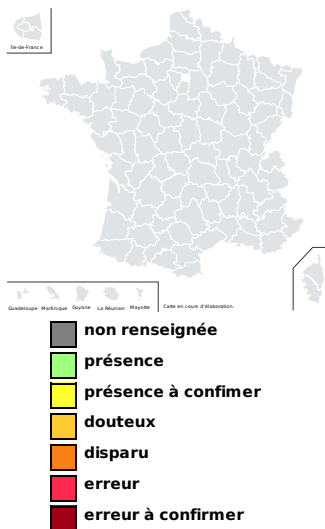 Île-de-France
Guadeloupe Martinique Guyane La Réunion Mayotte Carte en cours d'élaboration.
non renseignée
présence
présence à confimer
douteux
disparu
erreur
erreur à confirmer